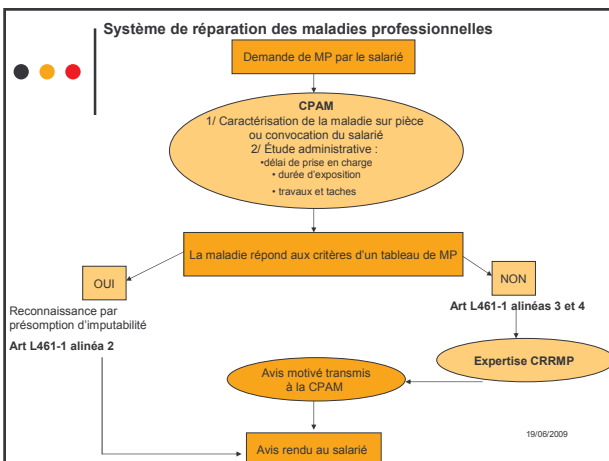 Système de réparation des maladies professionnelles
Demande de MP par le salarié
CPAM
1/ Caractérisation de la maladie sur pièce
ou convocation du salarié
2/ Étude administrative :
•délai de prise en charge
• durée d’exposition
• travaux et taches
La maladie répond aux critères d’un tableau de MP
OUI
NON
Reconnaissance par
présomption d’imputabilité
Art L461-1 alinéa 2
Art L461-1 alinéas 3 et 4
Expertise CRRMP
Avis motivé transmis
à la CPAM
Avis rendu au salarié
19/06/2009